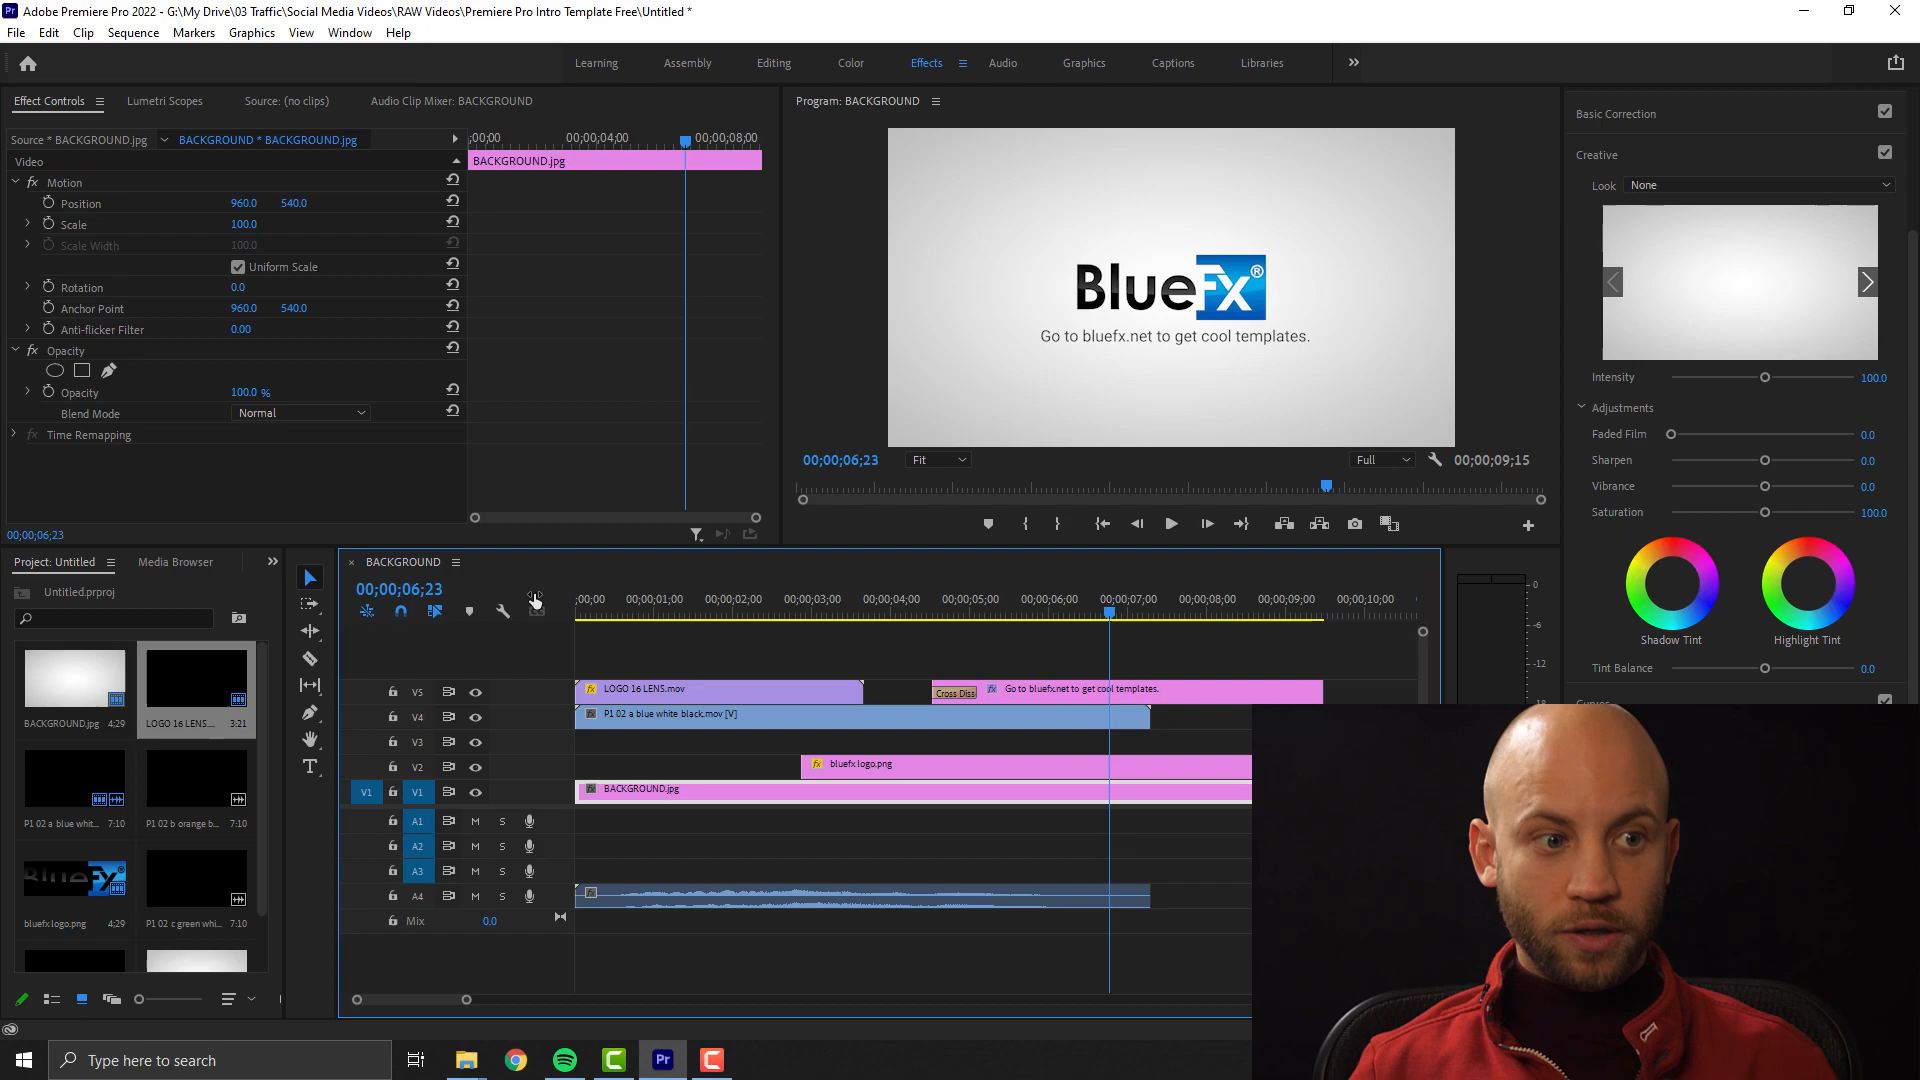 Adobe Premiere Pro 2022 - G:\My Drive\03 Traffic\Social Media Videos\RAW Videos\Premiere Pro Intro Template Free\Untitled *
File Edit Clip Sequence Markers Graphics View Window Help
Learning Assembly Editing Color Effects Audio Graphics Captions Libraries
Effect Controls Lumetri Scopes Source: (no clips) Audio Clip Mixer: BACKGROUND
Source * BACKGROUND.jpg BACKGROUND * BACKGROUND.jpg
;00;00 00;00;04;00 00;00;08;00
Video
BACKGROUND.jpg
fx Motion
Position 960.0 540.0
Scale 100.0
Scale Width 100.0
Uniform Scale
Rotation 0.0
Anchor Point 960.0 540.0
Anti-flicker Filter 0.00
fx Opacity
Opacity 100.0 %
Blend Mode Normal
fx Time Remapping
00;00;06;23
Program: BACKGROUND
BlueFx®
Go to bluefx.net to get cool templates.
00;00;06;23 Fit Full 00;00;09;15
Basic Correction
Creative
Look None
Intensity 100.0
Adjustments
Faded Film 0.0
Sharpen 0.0
Vibrance 0.0
Saturation 100.0
Shadow Tint Highlight Tint
Tint Balance 0.0
Project: Untitled Media Browser
Untitled.prproj
BACKGROUND.jpg 4;29
LOGO 16 LENS.... 3;21
P1 02 a blue whit... 7;10
P1 02 b orange b... 7;10
bluefx logo.png 4;29
P1 02 c green whi... 7;10
BACKGROUND
00;00;06;23
;00;00 00;00;01;00 00;00;02;00 00;00;03;00 00;00;04;00 00;00;05;00 00;00;06;00 00;00;07;00 00;00;08;00 00;00;09;00 00;00;10;00
V5 fx LOGO 16 LENS.mov Cross Diss fx Go to bluefx.net to get cool templates.
V4 fx P1 02 a blue white black.mov [V]
V3
V2 fx bluefx logo.png
V1 V1 fx BACKGROUND.jpg
A1 M S
A2 M S
A3 M S
A4 M S fx
Mix 0.0
0
-6
-12
Type here to search
Pr